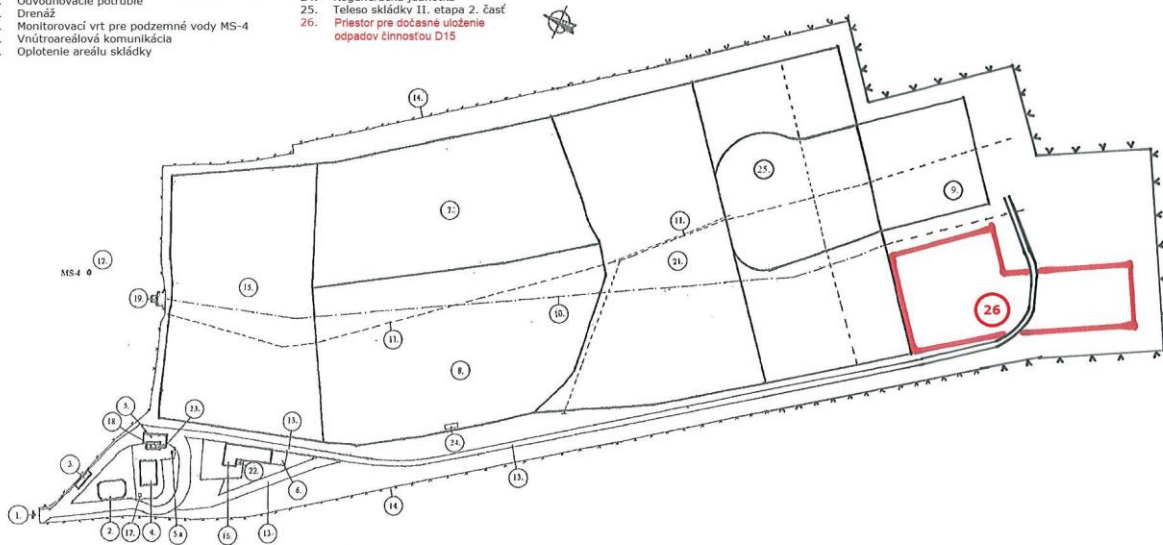 Odvodňovacie potrubie
Drenáž
Monitorovací vrt pre podzemné vody MS-4
Vnútroareálová komunikácia
Oplotenie areálu skládky
25. Teleso skládky II. etapa 2. časť
26. Priestor pre dočasné uloženie
odpadov činnosťou D15
14.
7.
25.
9.
11.
MS-4
12.
15.
21.
19.
10.
26
11.
8.
5.
18
23.
24.
13.
3.
22.
6.
13.
1.
2.
17.
4.
5.a
16.
13.
14.